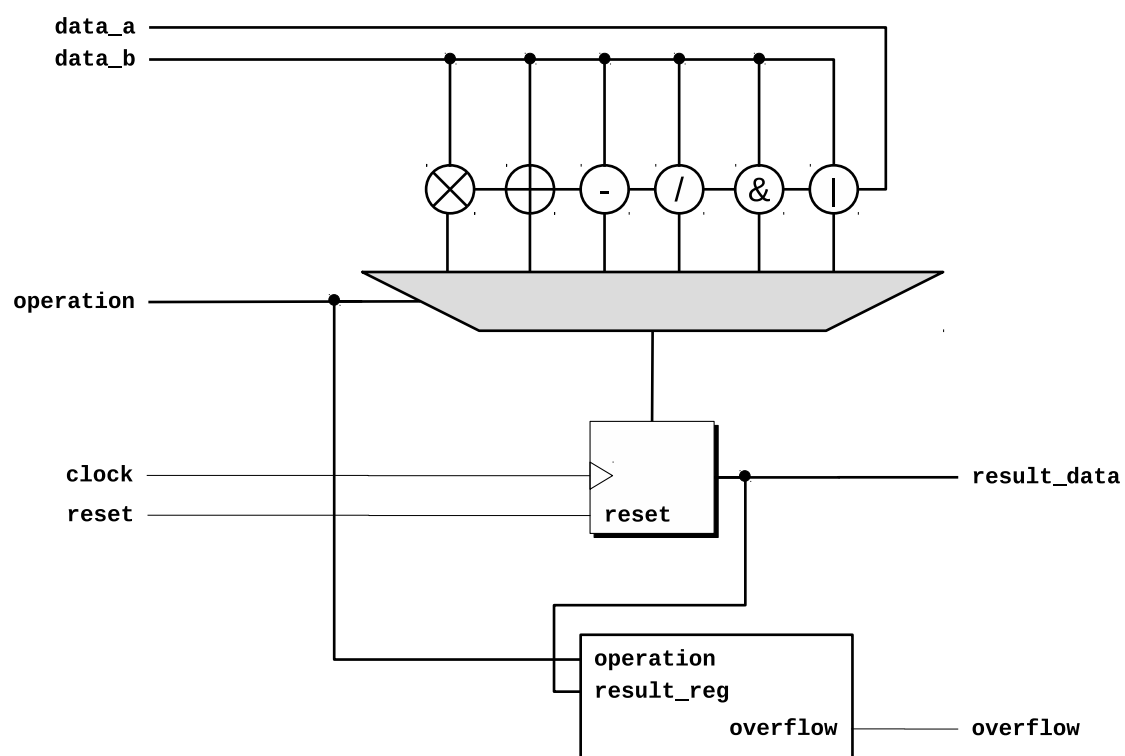 data_a
data_b
- / & |
operation
clock
result_data
reset
reset
operation
result_reg
overflow
overflow